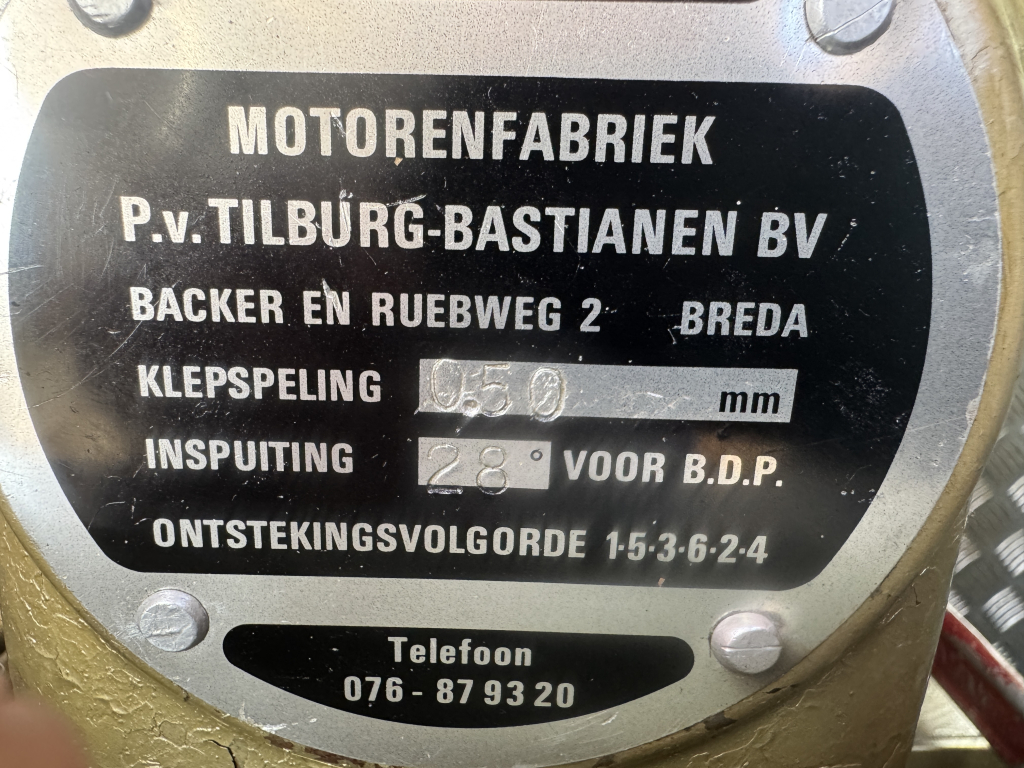 MOTORENFABRIEK
P.v. TILBURG-BASTIANEN BV
BACKER EN RUEBWEG 2 BREDA
KLEPSPELING 0.50 mm
INSPUITING 28° VOOR B.D.P.
ONTSTEKINGSVOLGORDE 1·5·3·6·2·4
Telefoon
076 - 87 93 20